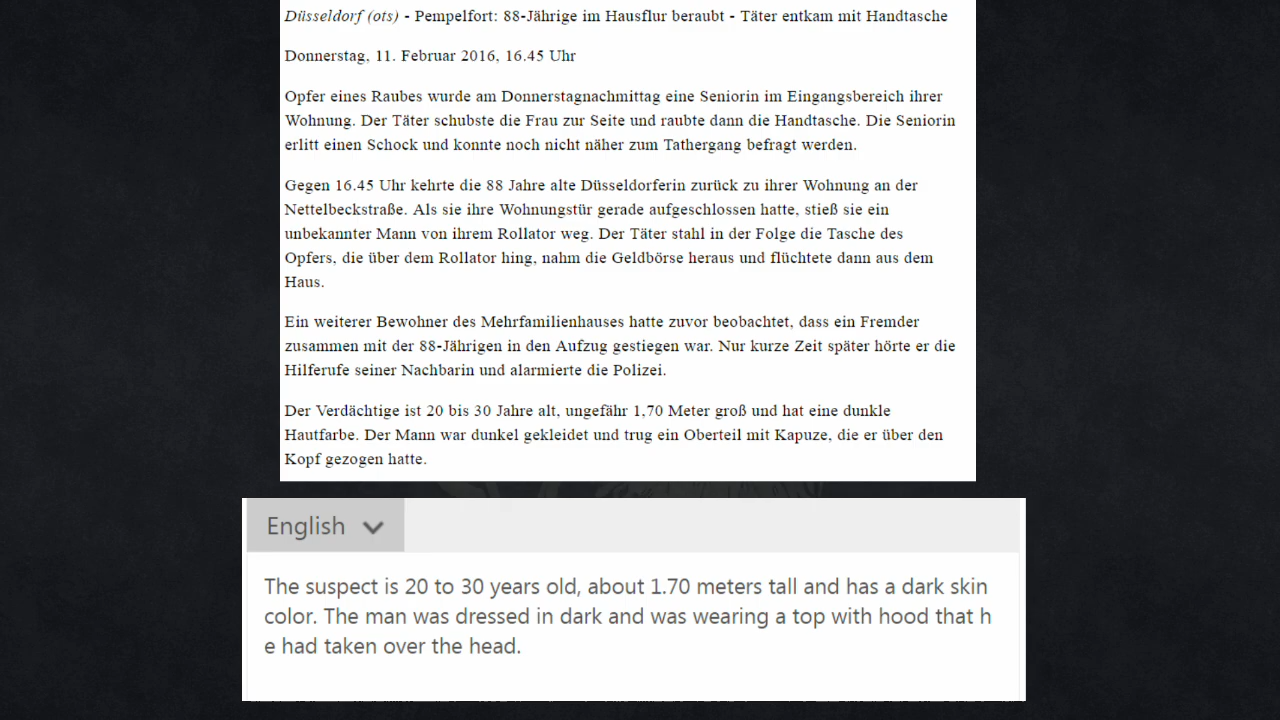 Düsseldorf (ots) - Pempelfort: 88-Jährige im Hausflur beraubt - Täter entkam mit Handtasche
Donnerstag, 11. Februar 2016, 16.45 Uhr
Opfer eines Raubes wurde am Donnerstagnachmittag eine Seniorin im Eingangsbereich ihrer
Wohnung. Der Täter schubste die Frau zur Seite und raubte dann die Handtasche. Die Seniorin
erlitt einen Schock und konnte noch nicht näher zum Tathergang befragt werden.
Gegen 16.45 Uhr kehrte die 88 Jahre alte Düsseldorferin zurück zu ihrer Wohnung an der
Nettelbeckstraße. Als sie ihre Wohnungstür gerade aufgeschlossen hatte, stieß sie ein
unbekannter Mann von ihrem Rollator weg. Der Täter stahl in der Folge die Tasche des
Opfers, die über dem Rollator hing, nahm die Geldbörse heraus und flüchtete dann aus dem
Haus.
Ein weiterer Bewohner des Mehrfamilienhauses hatte zuvor beobachtet, dass ein Fremder
zusammen mit der 88-Jährigen in den Aufzug gestiegen war. Nur kurze Zeit später hörte er die
Hilferufe seiner Nachbarin und alarmierte die Polizei.
Der Verdächtige ist 20 bis 30 Jahre alt, ungefähr 1,70 Meter groß und hat eine dunkle
Hautfarbe. Der Mann war dunkel gekleidet und trug ein Oberteil mit Kapuze, die er über den
Kopf gezogen hatte.
English
The suspect is 20 to 30 years old, about 1.70 meters tall and has a dark skin
color. The man was dressed in dark and was wearing a top with hood that h
e had taken over the head.